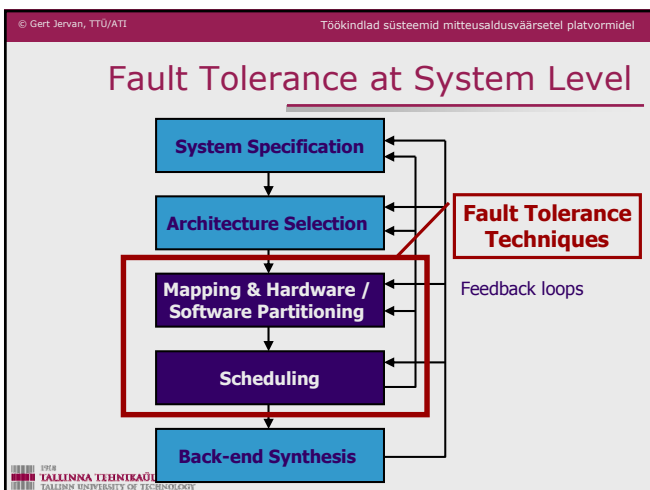 © Gert Jervan, TTÜ/ATI
Töökindlad süsteemid mitteusaldusväärsetel platvormidel
Fault Tolerance at System Level
System Specification
Architecture Selection
Fault Tolerance
Techniques
Mapping & Hardware /
Software Partitioning
Feedback loops
Scheduling
Back-end Synthesis
1918
TALLINNA
TALLINN UNIVERSITY OF TECHNOLOGY